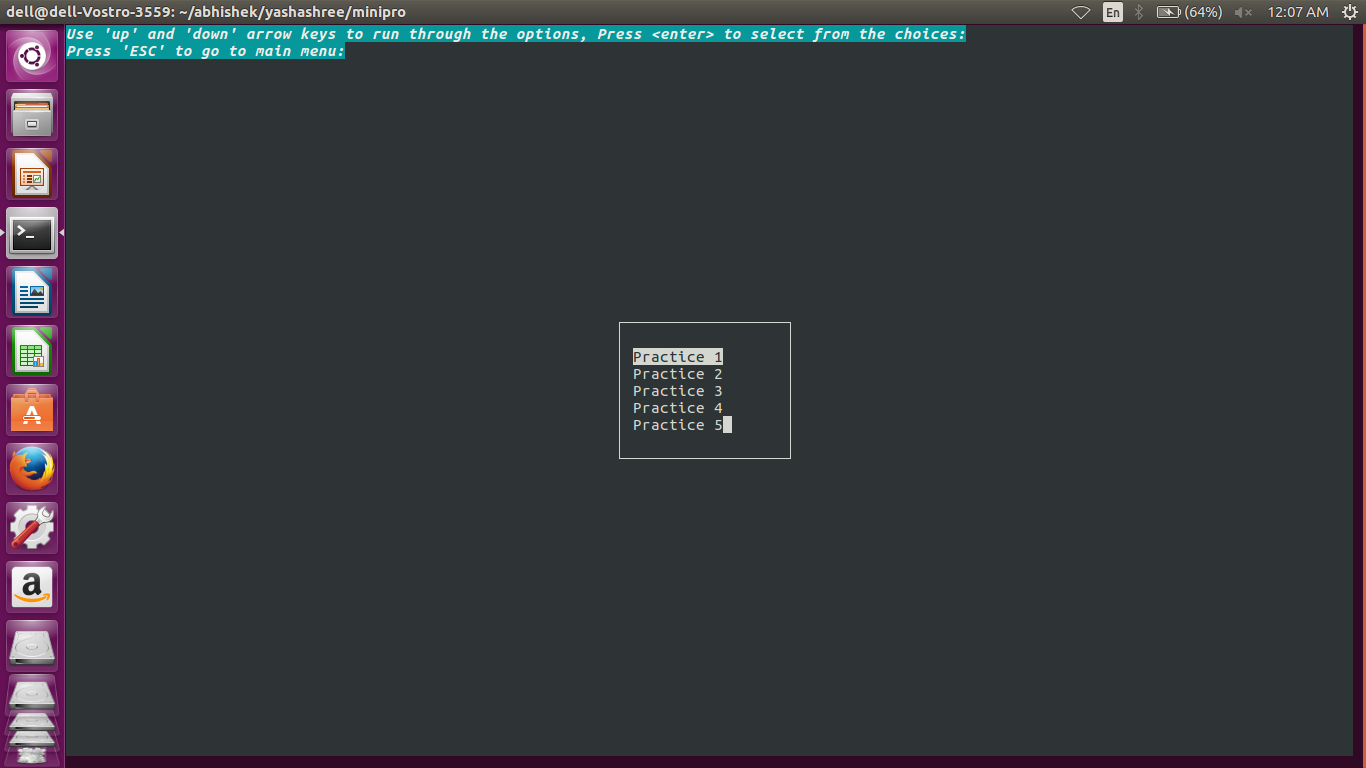 dell@dell-Vostro-3559: ~/abhishek/yashashree/minipro
En
(64%)
12:07 AM
Use 'up' and 'down' arrow keys to run through the options, Press <enter> to select from the choices:
Press 'ESC' to go to main menu:
Practice 1
Practice 2
Practice 3
Practice 4
Practice 5